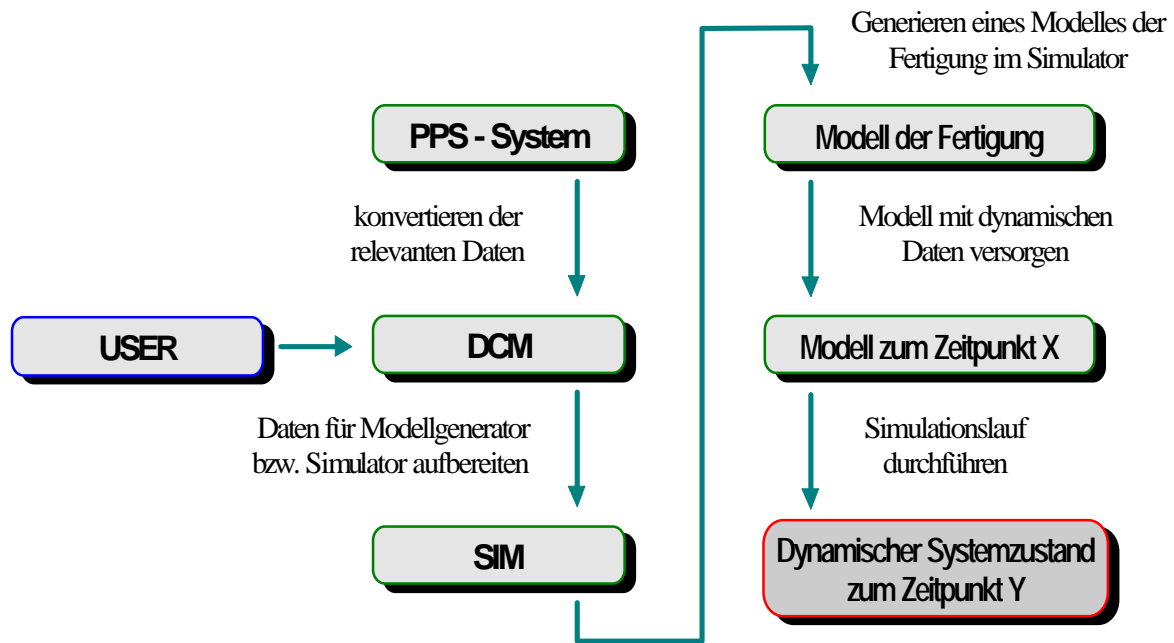 PPS - System
konvertieren der
relevanten Daten
USER
DCM
Daten für Modellgenerator
bzw. Simulator aufbereiten
SIM
Generieren eines Modelles der
Fertigung im Simulator
Modell der Fertigung
Modell mit dynamischen
Daten versorgen
Modell zum Zeitpunkt X
Simulationslauf
durchführen
Dynamischer Systemzustand
zum Zeitpunkt Y